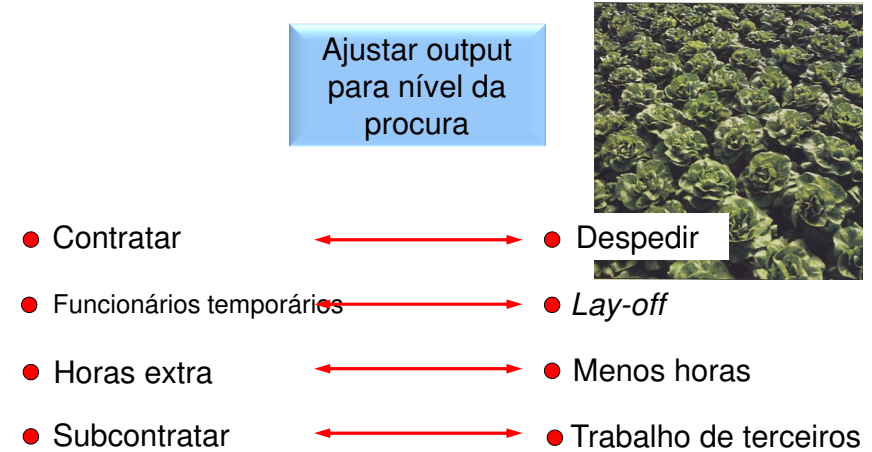 Ajustar output
para nível da
procura
Contratar
Despedir
Funcionários temporários
Lay-off
Horas extra
Menos horas
Subcontratar
Trabalho de terceiros